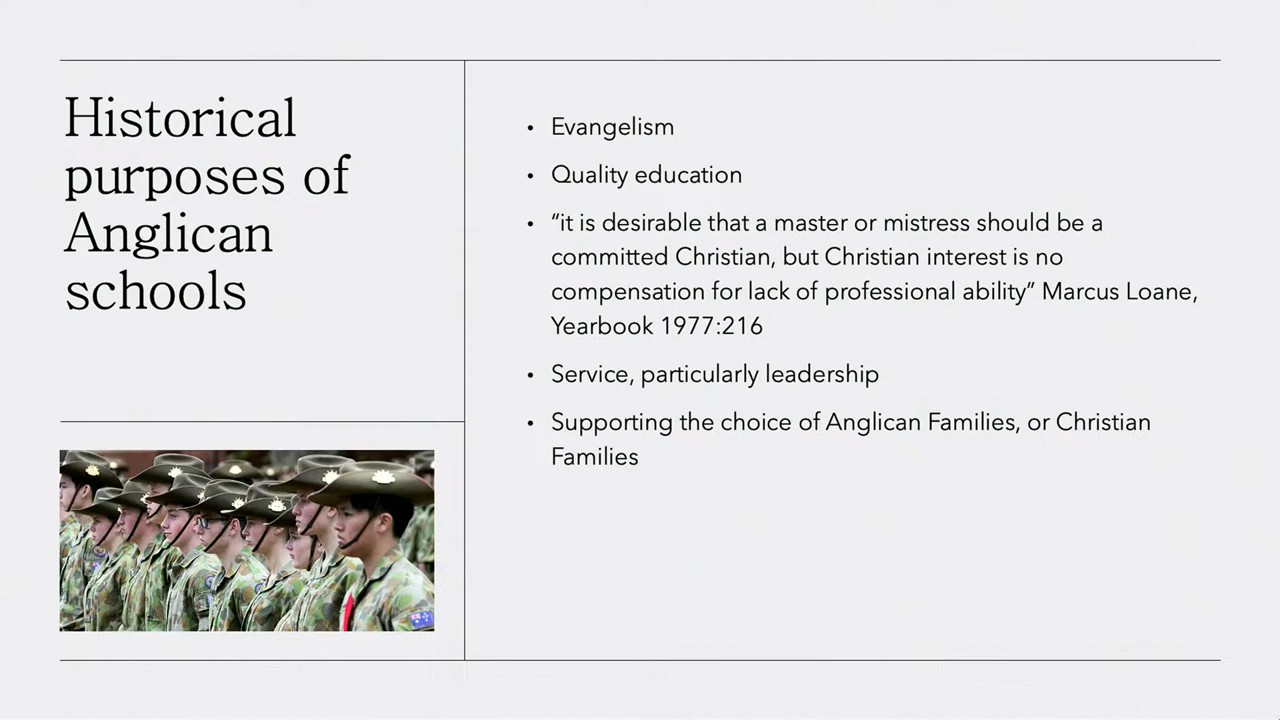 Historical
purposes of
Anglican
schools
• Evangelism
• Quality education
• “it is desirable that a master or mistress should be a
committed Christian, but Christian interest is no
compensation for lack of professional ability” Marcus Loane,
Yearbook 1977:216
• Service, particularly leadership
• Supporting the choice of Anglican Families, or Christian
Families